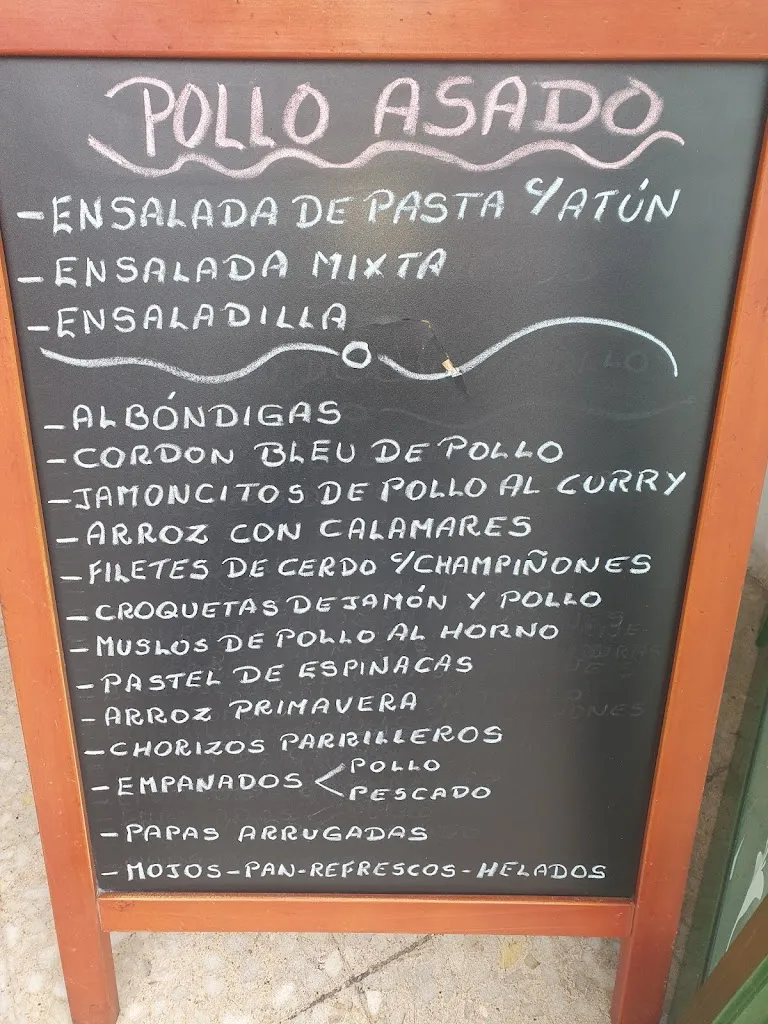 POLLO ASADO
- ENSALADA DE PASTA C/ATÚN
- ENSALADA MIXTA
- ENSALADILLA
- ALBÓNDIGAS
- CORDON BLEU DE POLLO
- JAMONCITOS DE POLLO AL CURRY
- ARROZ CON CALAMARES
- FILETES DE CERDO C/CHAMPIÑONES
- CROQUETAS DE JAMÓN Y POLLO
- MUSLOS DE POLLO AL HORNO
- PASTEL DE ESPINACAS
- ARROZ PRIMAVERA
- CHORIZOS PARRILLEROS
- EMPANADOS < POLLO
PESCADO
- PAPAS ARRUGADAS
- MOJOS-PAN-REFRESCOS-HELADOS